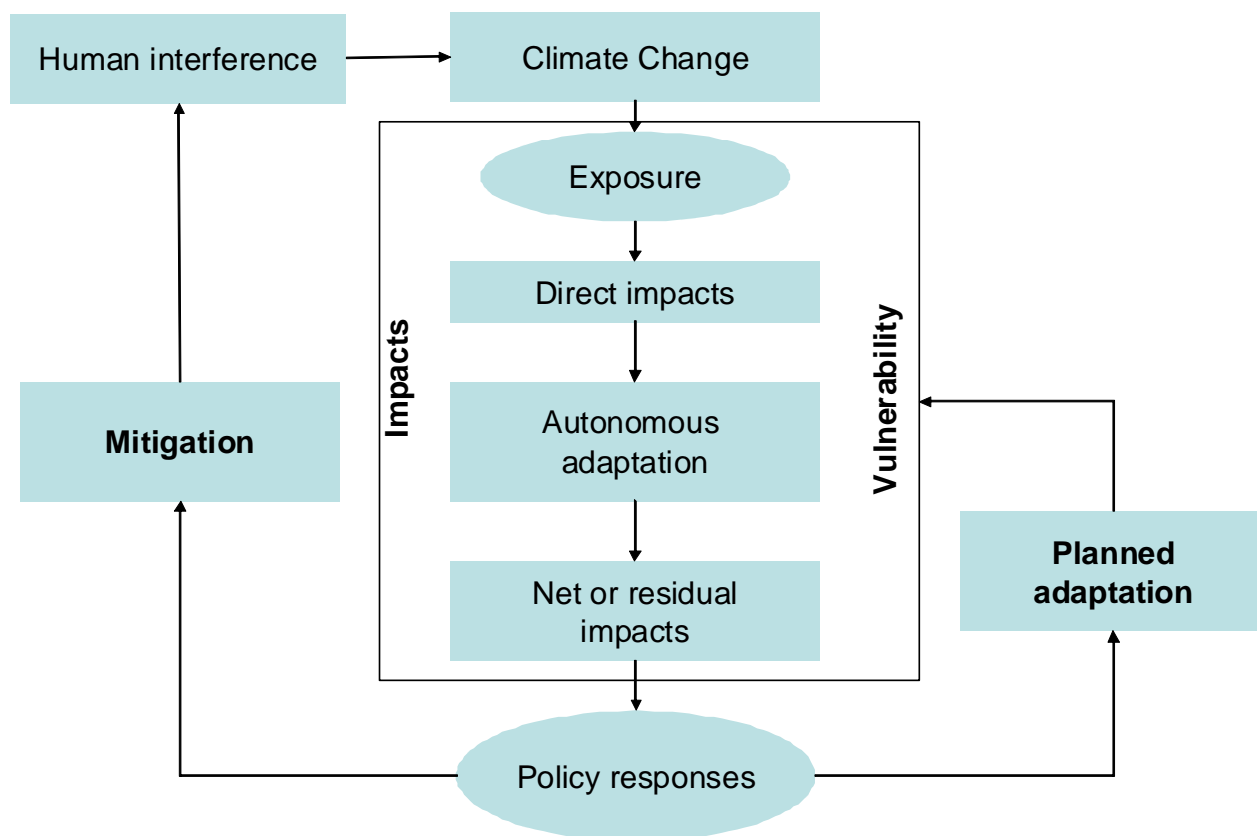 Human interference
Climate Change
Exposure
Direct impacts
Impacts
Vulnerability
Autonomous
adaptation
Mitigation
Planned
adaptation
Net or residual
impacts
Policy responses